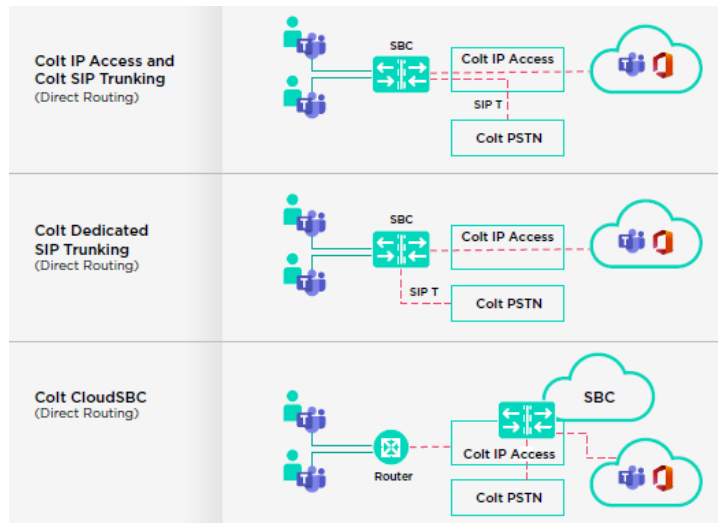 Colt IP Access and
Colt SIP Trunking
(Direct Routing)
SBC
Colt IP Access
SIP T
Colt PSTN
Colt Dedicated
SIP Trunking
(Direct Routing)
SBC
Colt IP Access
SIP T
Colt PSTN
Colt CloudSBC
(Direct Routing)
SBC
Router
Colt IP Access
Colt PSTN